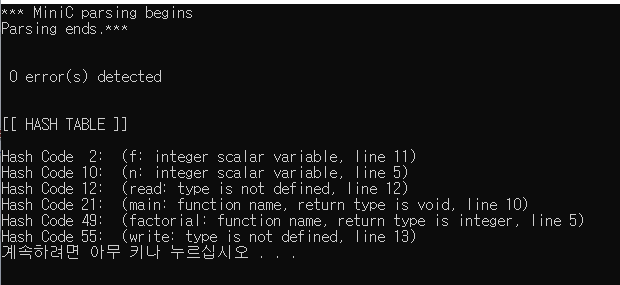 *** MiniC parsing begins
Parsing ends.***
0 error(s) detected
[[ HASH TABLE ]]
Hash Code  2:  (f: integer scalar variable, line 11)
Hash Code 10:  (n: integer scalar variable, line 5)
Hash Code 12:  (read: type is not defined, line 12)
Hash Code 21:  (main: function name, return type is void, line 10)
Hash Code 49:  (factorial: function name, return type is integer, line 5)
Hash Code 55:  (write: type is not defined, line 13)
계속하려면 아무 키나 누르십시오 . . .